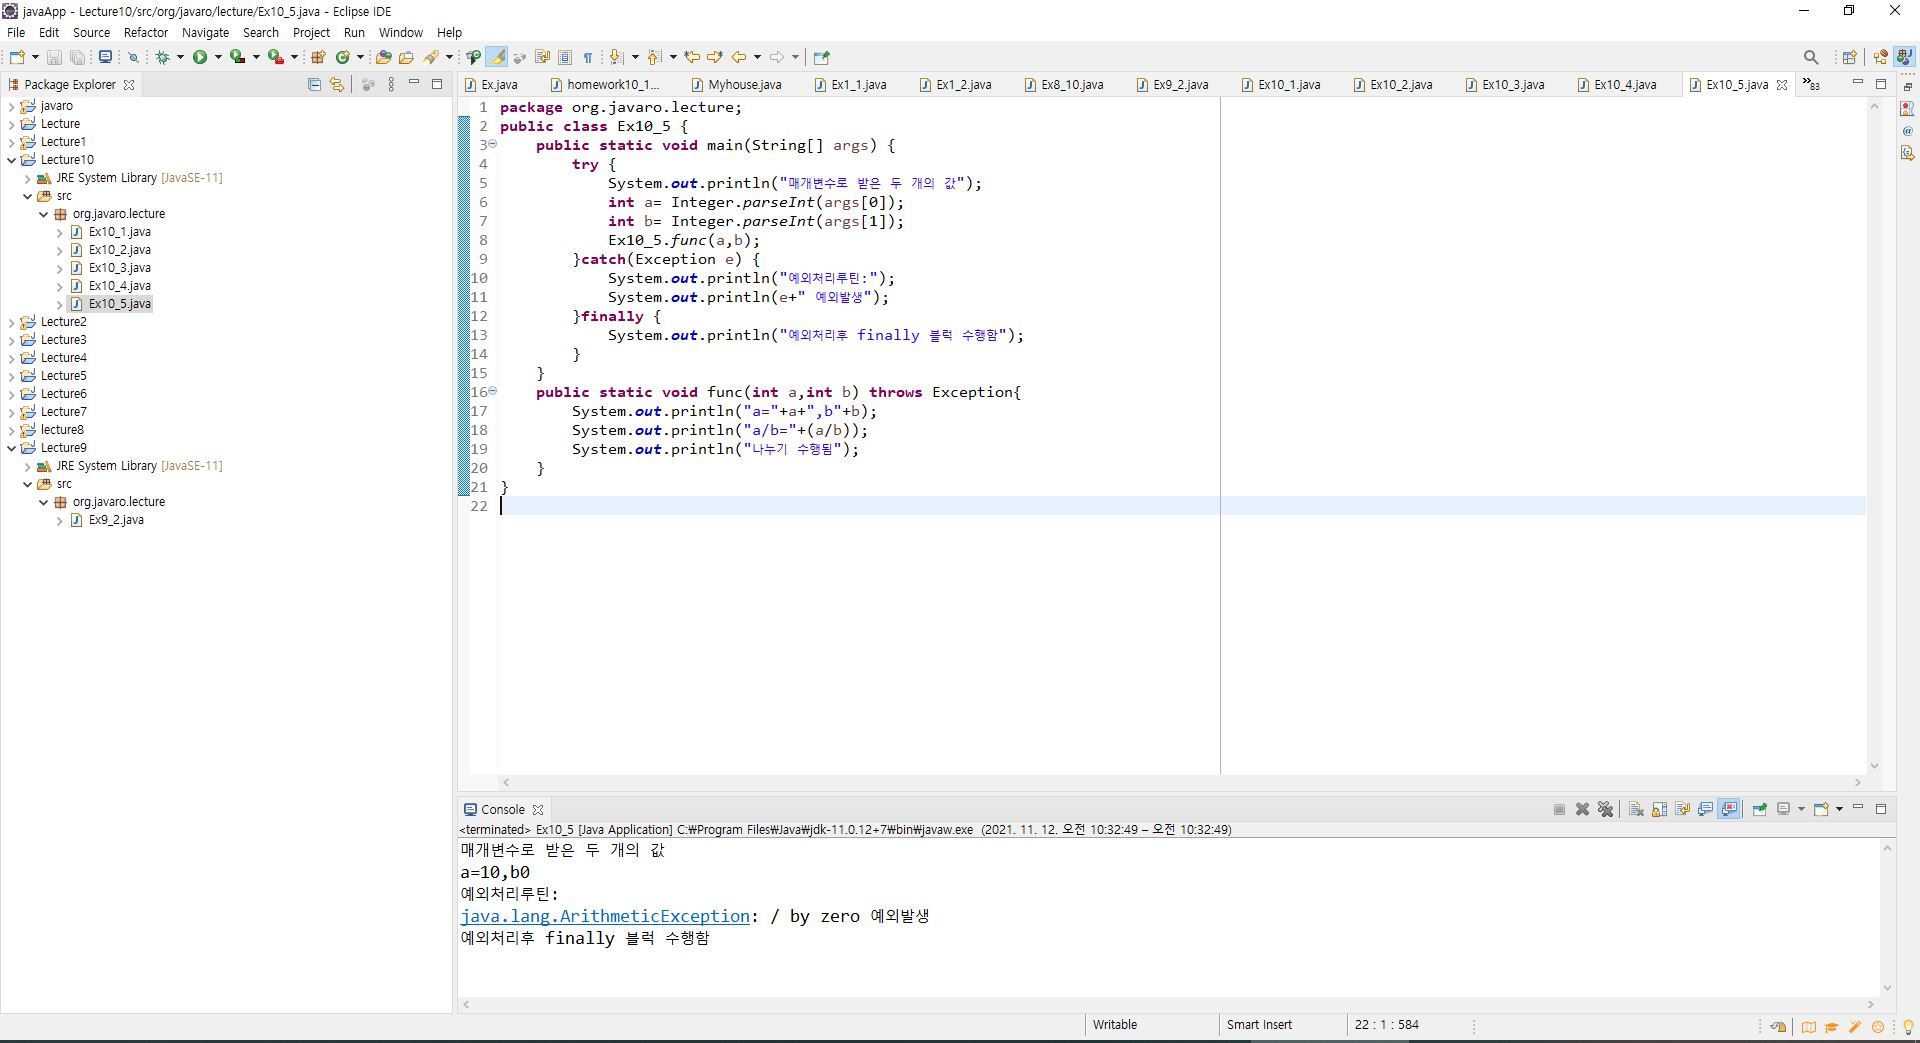 javaApp - Lecture10/src/org/javaro/lecture/Ex10_5.java - Eclipse IDE
File Edit Source Refactor Navigate Search Project Run Window Help
Package Explorer
javaro
Lecture
Lecture1
Lecture10
JRE System Library [JavaSE-11]
src
org.javaro.lecture
Ex10_1.java
Ex10_2.java
Ex10_3.java
Ex10_4.java
Ex10_5.java
Lecture2
Lecture3
Lecture4
Lecture5
Lecture6
Lecture7
lecture8
Lecture9
JRE System Library [JavaSE-11]
src
org.javaro.lecture
Ex9_2.java
Ex.java homework10_1... Myhouse.java Ex1_1.java Ex1_2.java Ex8_10.java Ex9_2.java Ex10_1.java Ex10_2.java Ex10_3.java Ex10_4.java Ex10_5.java »83
1 package org.javaro.lecture;
2 public class Ex10_5 {
3 public static void main(String[] args) {
4 try {
5 System.out.println("매개변수로 받은 두 개의 값");
6 int a= Integer.parseInt(args[0]);
7 int b= Integer.parseInt(args[1]);
8 Ex10_5.func(a,b);
9 }catch(Exception e) {
10 System.out.println("예외처리루틴:");
11 System.out.println(e+" 예외발생");
12 }finally {
13 System.out.println("예외처리후 finally 블럭 수행함");
14 }
15 }
16 public static void func(int a,int b) throws Exception{
17 System.out.println("a="+a+",b"+b);
18 System.out.println("a/b="+(a/b));
19 System.out.println("나누기 수행됨");
20 }
21 }
22
Console
<terminated> Ex10_5 [Java Application] C:₩Program Files₩Java₩jdk-11.0.12+7₩bin₩javaw.exe (2021. 11. 12. 오전 10:32:49 – 오전 10:32:49)
매개변수로 받은 두 개의 값
a=10,b0
예외처리루틴:
java.lang.ArithmeticException: / by zero 예외발생
예외처리후 finally 블럭 수행함
Writable Smart Insert 22 : 1 : 584